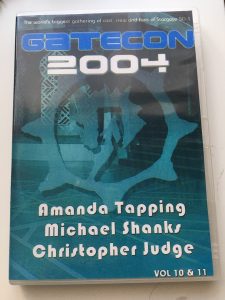 The world's biggest gathering of cast, crew and fans of Stargate SG-1
GATECON
2004
Amanda Tapping
Michael Shanks
Christopher Judge
VOL 10 & 11